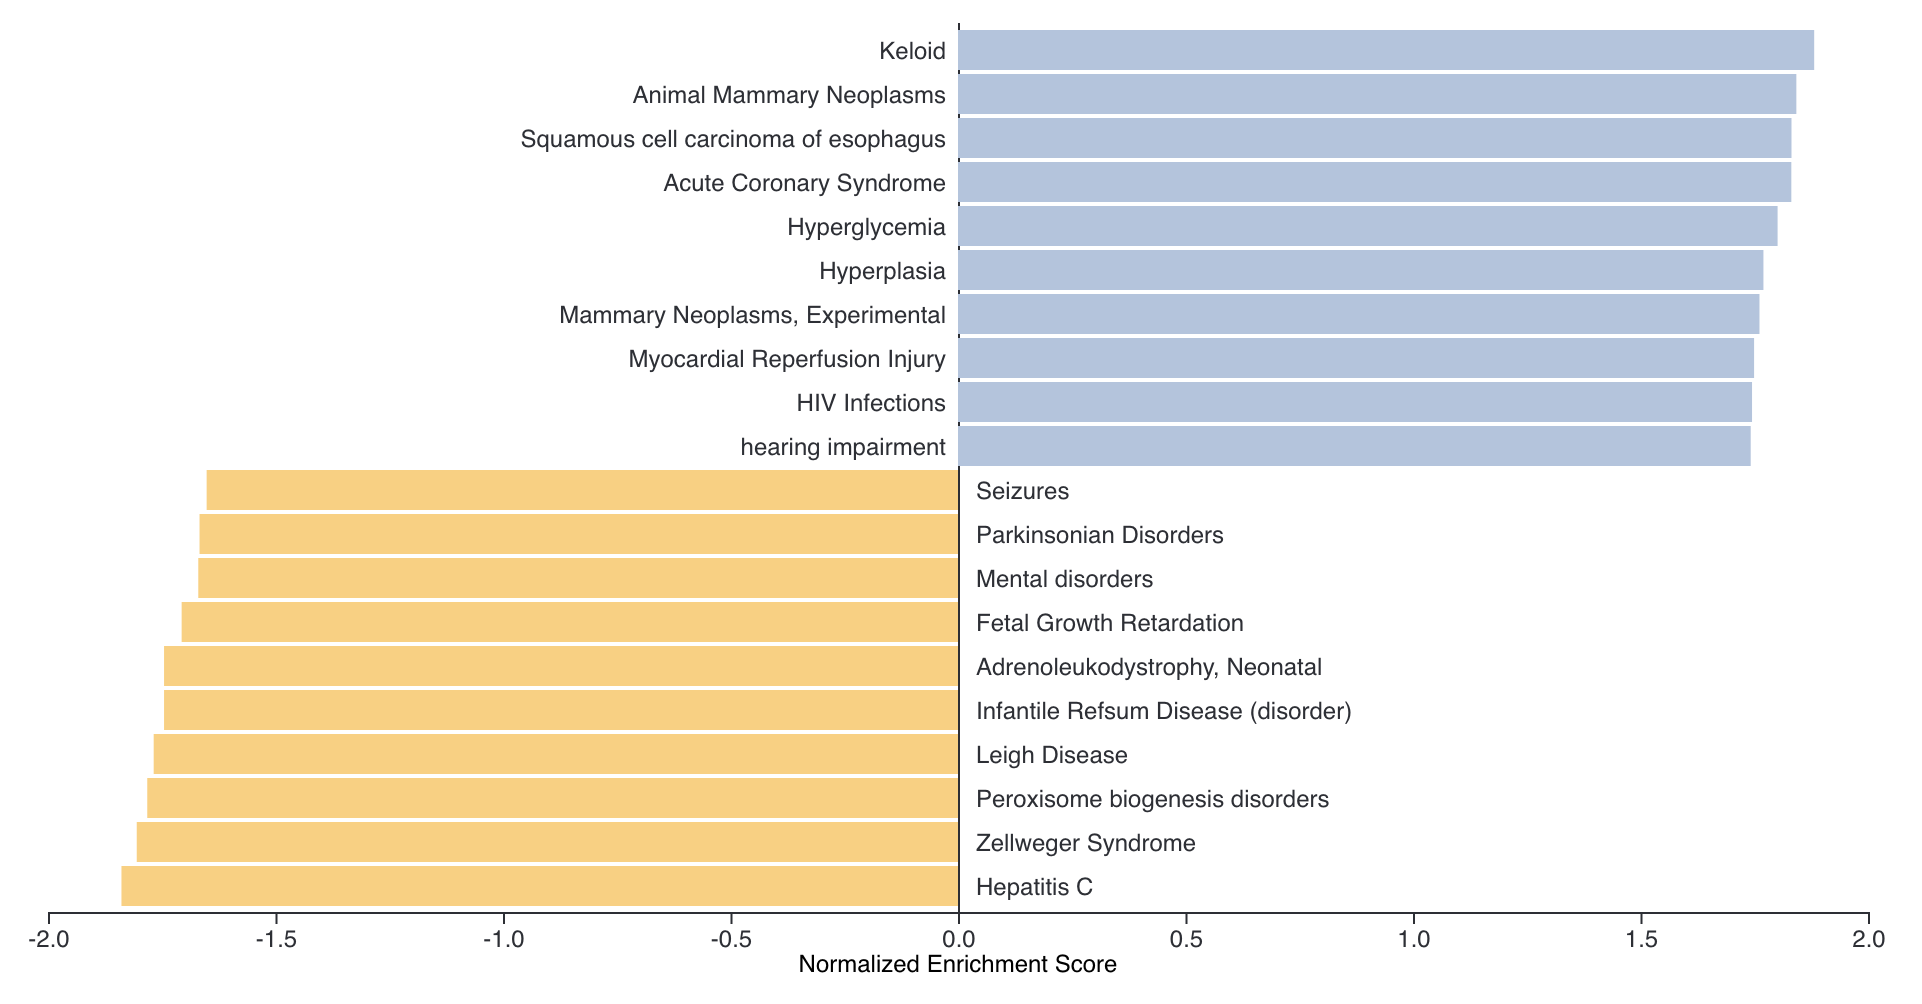 Keloid
Animal Mammary Neoplasms
Squamous cell carcinoma of esophagus
Acute Coronary Syndrome
Hyperglycemia
Hyperplasia
Mammary Neoplasms, Experimental
Myocardial Reperfusion Injury
HIV Infections
hearing impairment
Seizures
Parkinsonian Disorders
Mental disorders
Fetal Growth Retardation
Adrenoleukodystrophy, Neonatal
Infantile Refsum Disease (disorder)
Leigh Disease
Peroxisome biogenesis disorders
Zellweger Syndrome
Hepatitis C
-2.0 -1.5 -1.0 -0.5 0.0 0.5 1.0 1.5 2.0
Normalized Enrichment Score